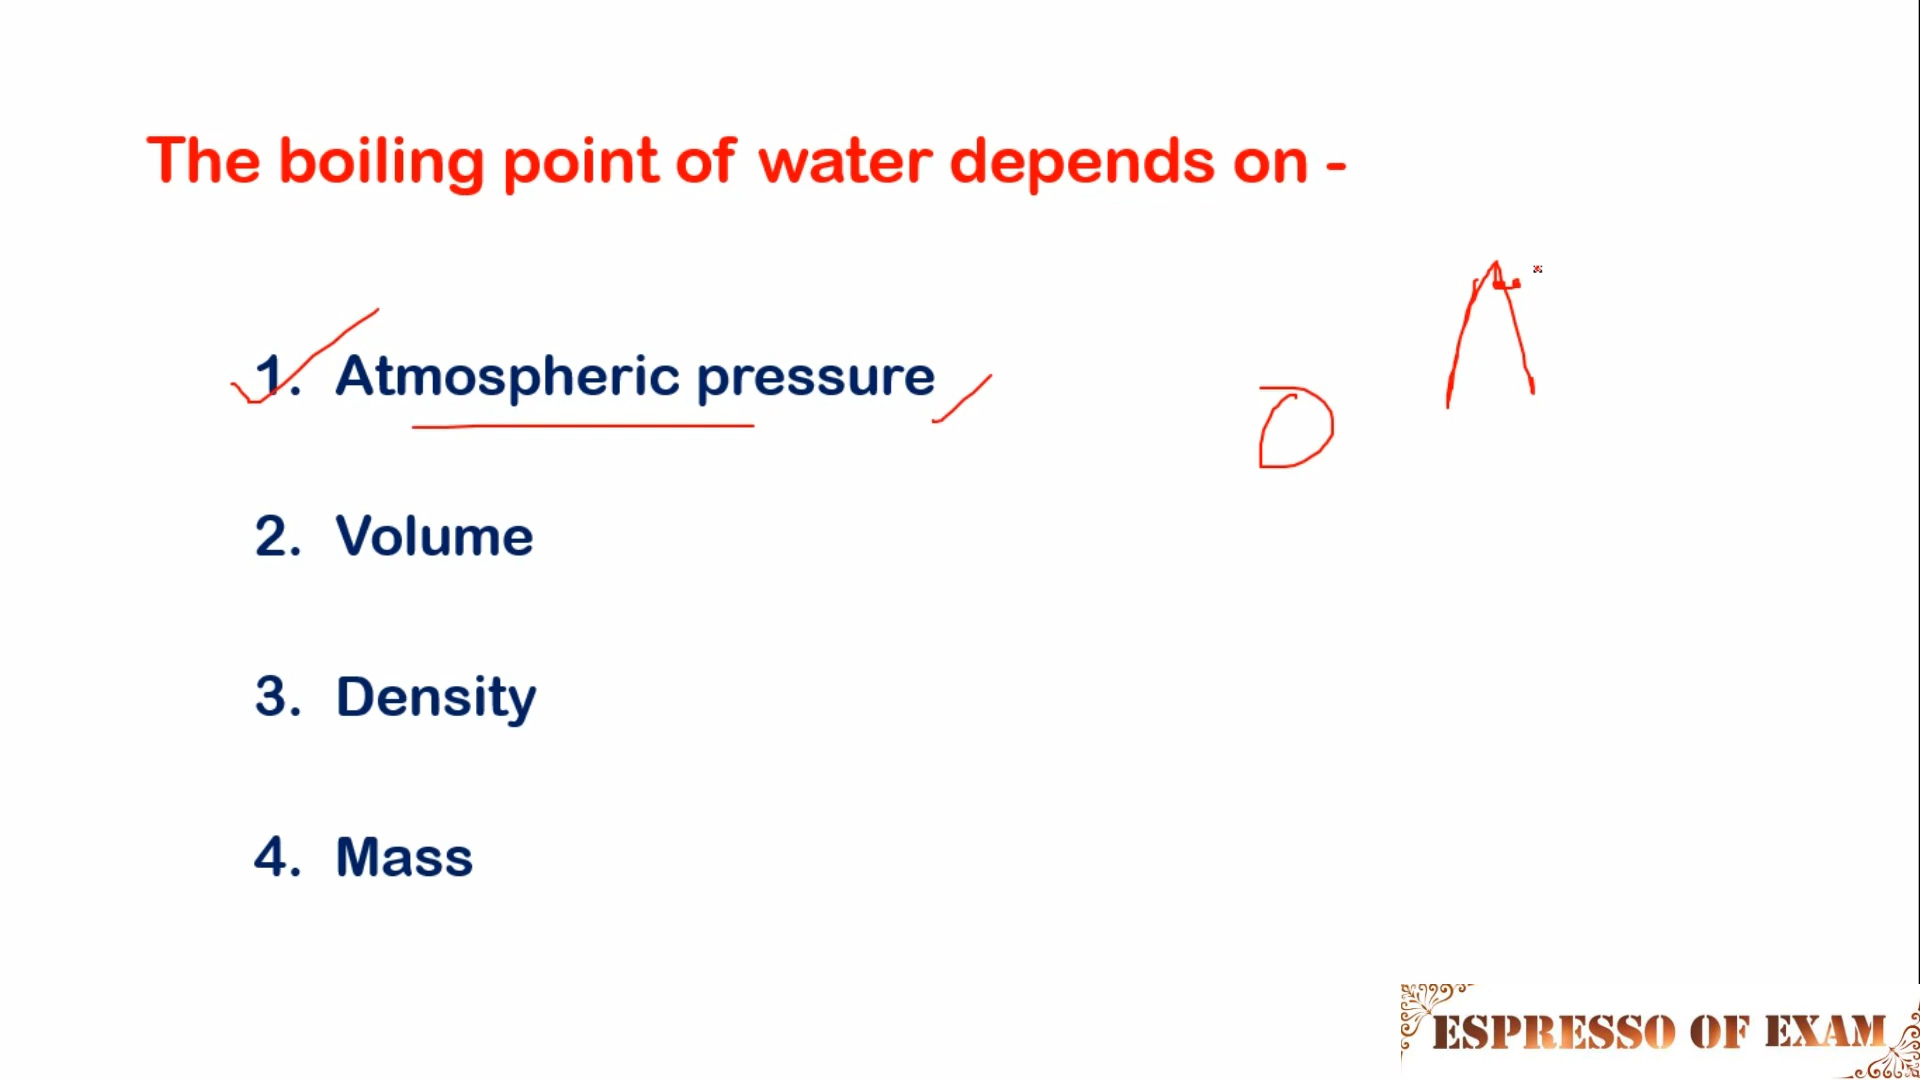 The boiling point of water depends on -
1. Atmospheric pressure
2. Volume
3. Density
4. Mass
ESPRESSO OF EXAM